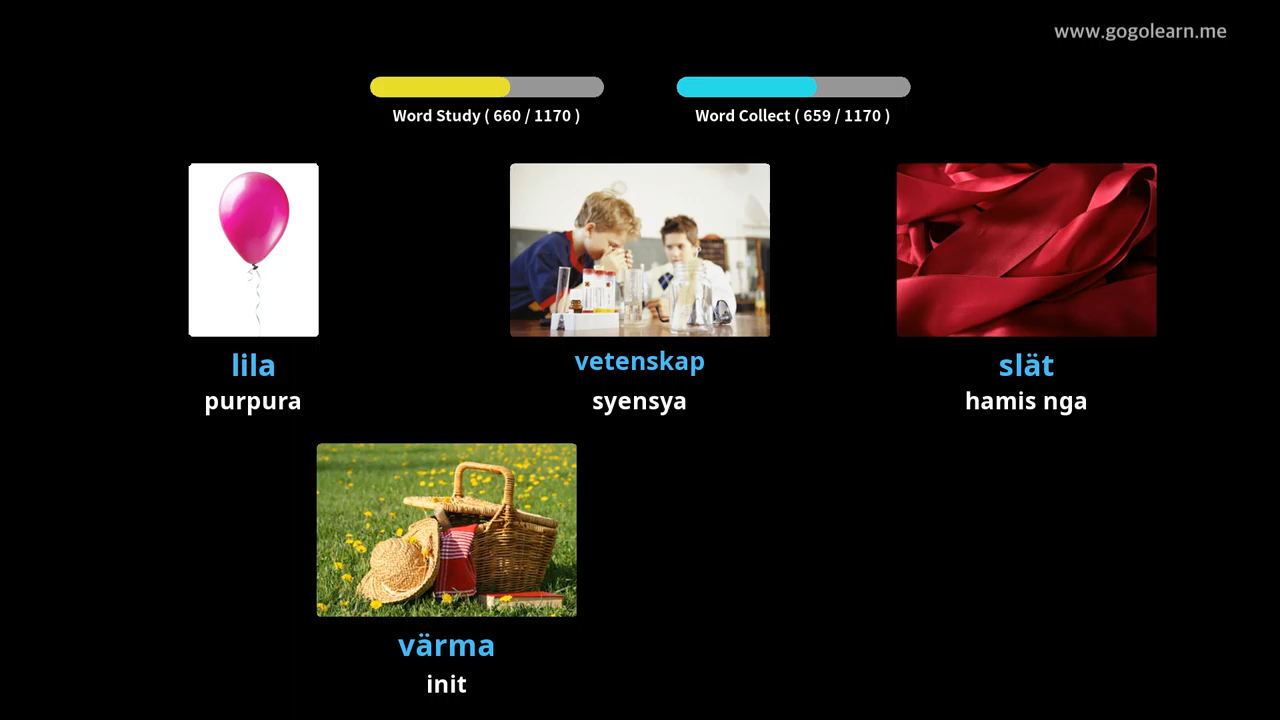 www.gogolearn.me
Word Study ( 660 / 1170 )
Word Collect ( 659 / 1170 )
lila
purpura
vetenskap
syensya
slät
hamis nga
värma
init